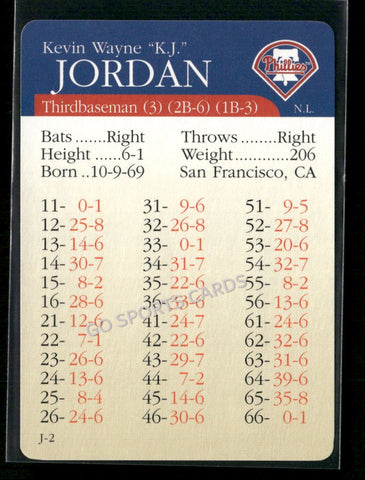 Kevin Wayne "K.J."
JORDAN
Phillies
Thirdbaseman (3) (2B-6) (1B-3) N.L.
Bats .......Right Throws .......Right
Height ......6-1 Weight..........206
Born ..10-9-69 San Francisco, CA
11- 0-1 31- 9-6 51- 9-5
12- 25-8 32- 26-8 52- 27-8
13- 14-6 33- 0-1 53- 20-6
14- 30-7 34- 31-7 54- 32-7
15- 8-2 35- 22-6 55- 8-1
16- 28-6 36- 13-6 56- 23-6
21- 12-6 41- 24-7 61- 24-6
22- 7-1 42- 22-6 62- 23-6
23- 26-6 43- 29-7 63- 31-6
24- 13-6 44- 7-2 64- 39-6
25- 8-4 45- 14-6 65- 35-6
26- 24-6 46- 30-6 66- 0-1
J-2
GO SPORTS CARDS